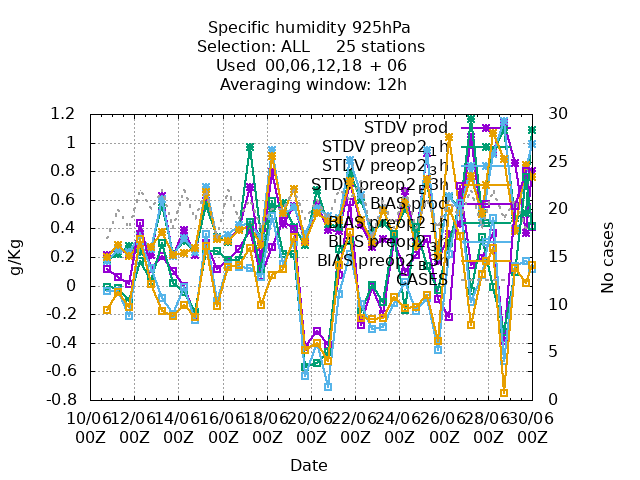 Specific humidity 925hPa
Selection: ALL 25 stations
Used 00,06,12,18 + 06
Averaging window: 12h
1.2
1
0.8
0.6
0.4
0.2
0
-0.2
-0.4
-0.6
-0.8
g/Kg
30
25
20
15
10
5
0
No cases
STDV prod
STDV preop2_1h
STDV preop2_3h
STDV preop2_B3h
BIAS prod
BIAS preop2_1h
BIAS preop2_3h
BIAS preop2_B3h
CASES
10/06 12/06 14/06 16/06 18/06 20/06 22/06 24/06 26/06 28/06 30/06
00Z 00Z 00Z 00Z 00Z 00Z 00Z 00Z 00Z 00Z 00Z
Date